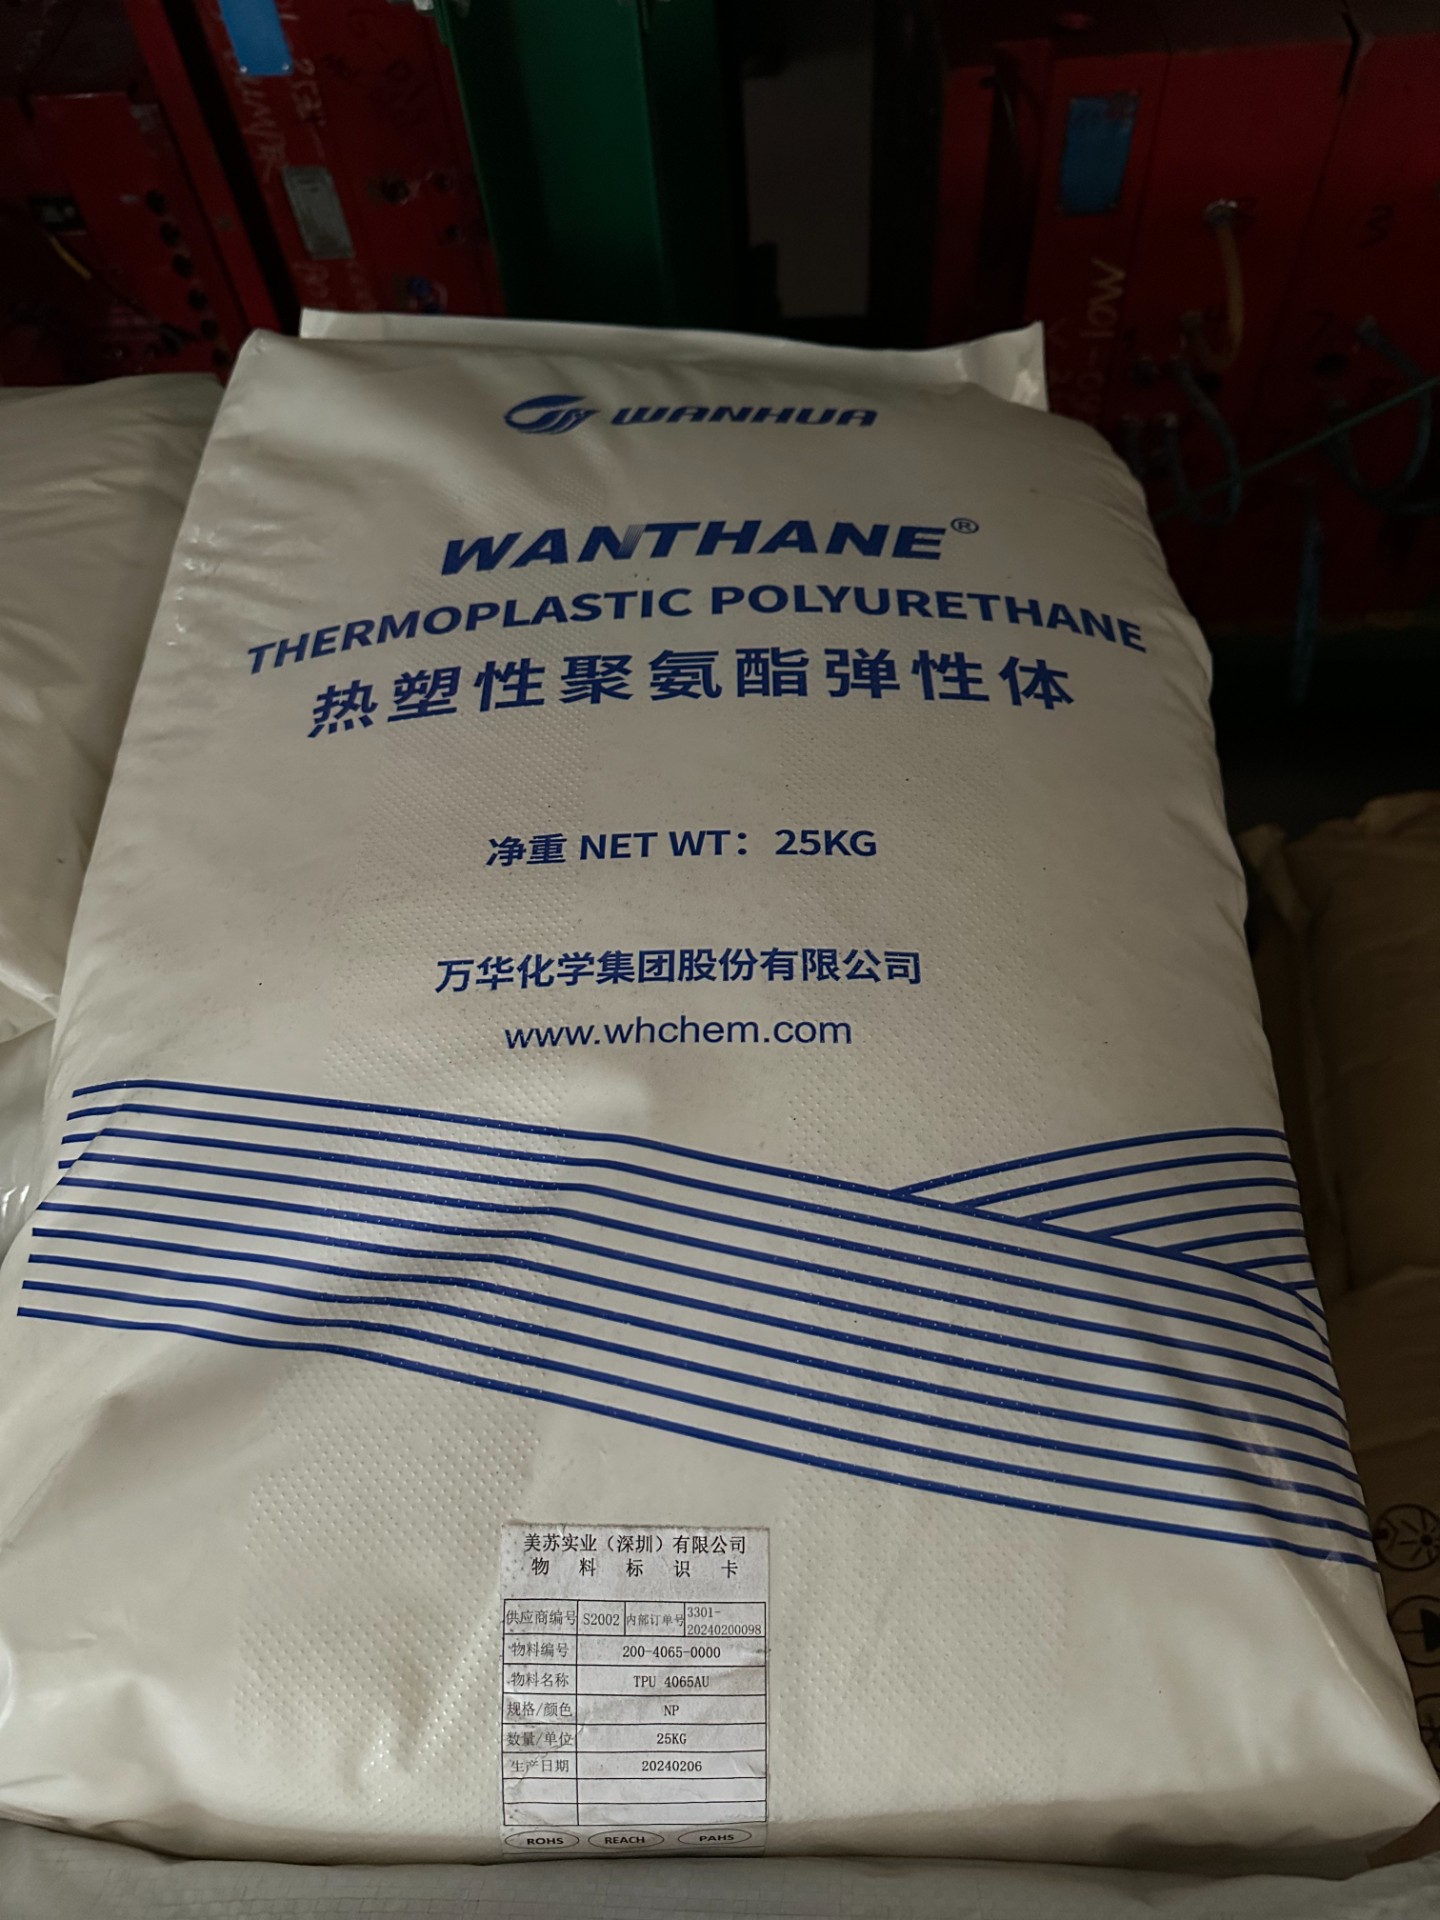 WANHUA
WANTHANE®
THERMOPLASTIC POLYURETHANE
热塑性聚氨酯弹性体
净重 NET WT：25KG
万华化学集团股份有限公司
www.whchem.com
美苏实业（深圳）有限公司
物料标识卡
供应商编号 S2002 内部订单号 3301-
20240200098
物料编号 200-4065-0000
物料名称 TPU 4065AU
规格/颜色 NP
数量/单位 25KG
生产日期 20240206
ROHS REACH PAHS